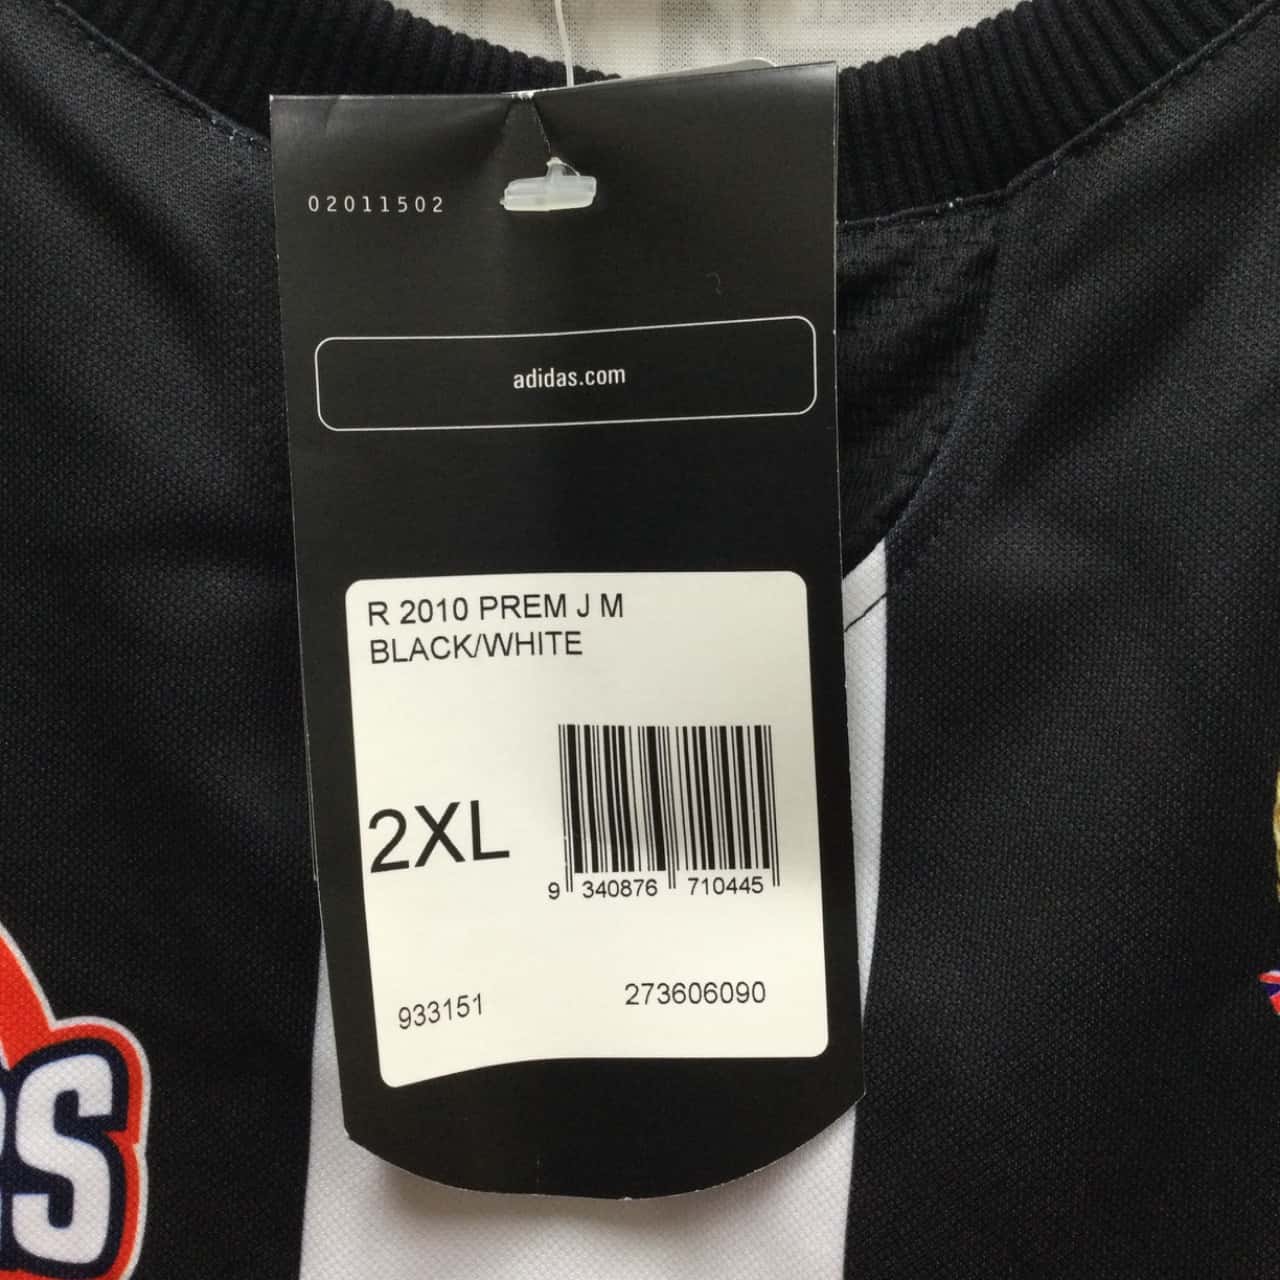 02011502
adidas.com
R 2010 PREM J M
BLACK/WHITE
2XL
9 340876 710445
933151
273606090